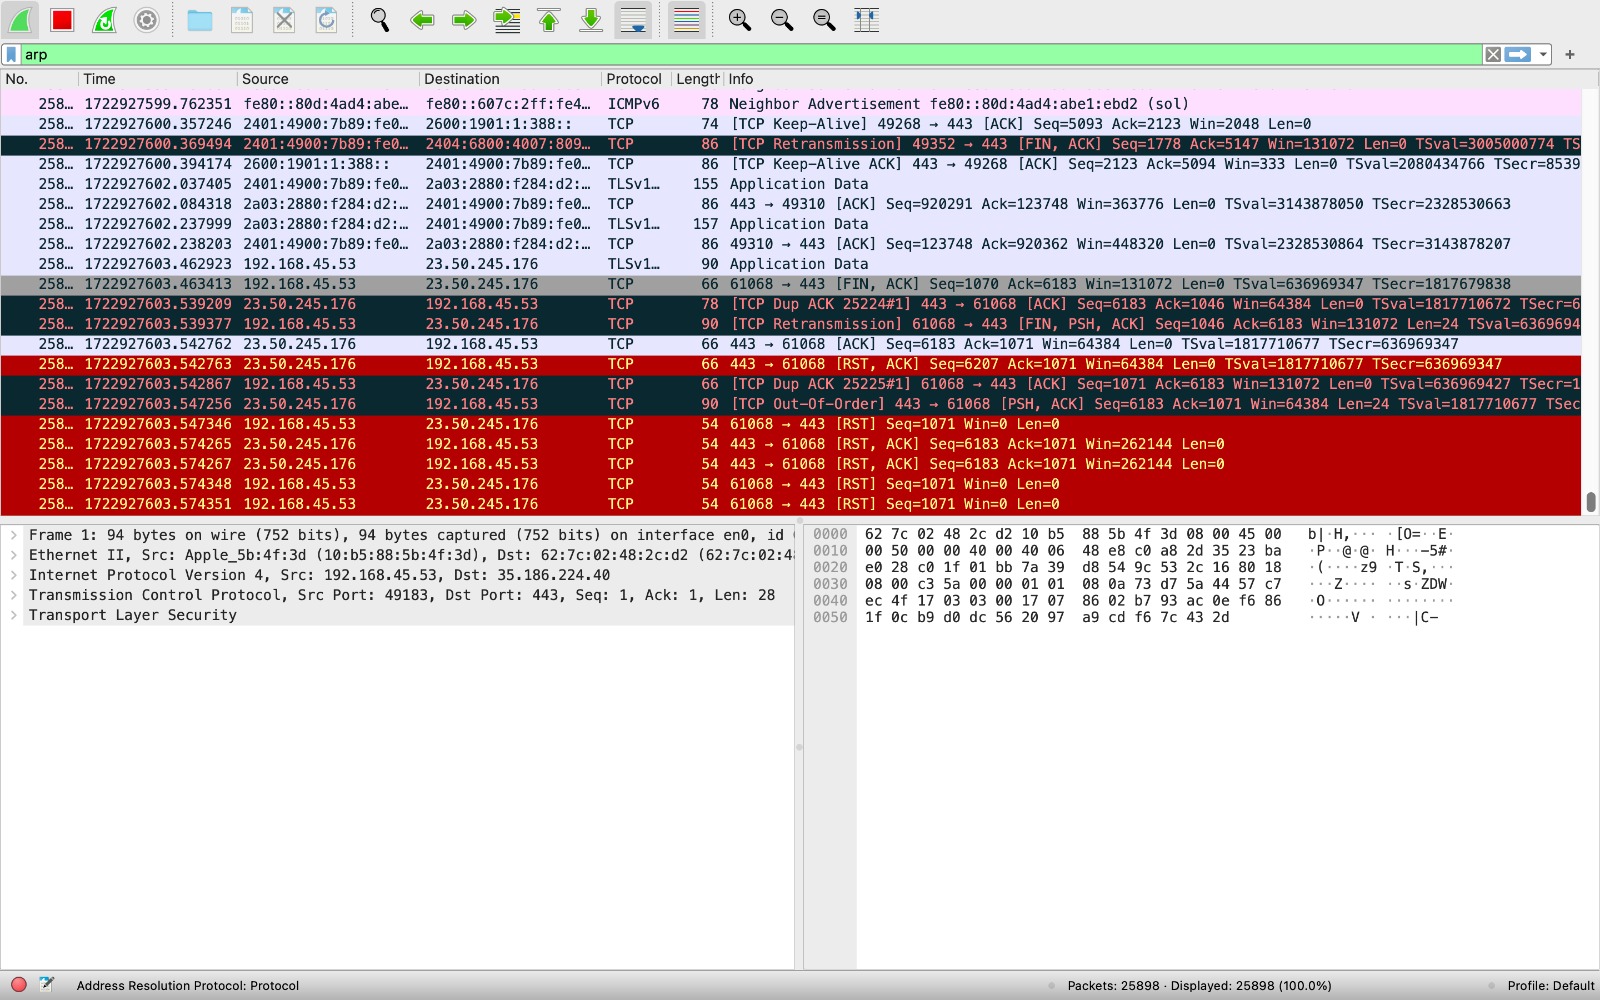 arp
+
No. Time Source Destination Protocol Length Info
258… 1722927599.762351 fe80::80d:4ad4:abe… fe80::607c:2ff:fe4… ICMPv6 78 Neighbor Advertisement fe80::80d:4ad4:abe1:ebd2 (sol)
258… 1722927600.357246 2401:4900:7b89:fe0… 2600:1901:1:388:: TCP 74 [TCP Keep-Alive] 49268 → 443 [ACK] Seq=5093 Ack=2123 Win=2048 Len=0
258… 1722927600.369494 2401:4900:7b89:fe0… 2404:6800:4007:809… TCP 86 [TCP Retransmission] 49352 → 443 [FIN, ACK] Seq=1778 Ack=5147 Win=131072 Len=0 TSval=3005000774 TS
258… 1722927600.394174 2600:1901:1:388:: 2401:4900:7b89:fe0… TCP 86 [TCP Keep-Alive ACK] 443 → 49268 [ACK] Seq=2123 Ack=5094 Win=333 Len=0 TSval=2080434766 TSecr=8539
258… 1722927602.037405 2401:4900:7b89:fe0… 2a03:2880:f284:d2:… TLSv1… 155 Application Data
258… 1722927602.084318 2a03:2880:f284:d2:… 2401:4900:7b89:fe0… TCP 86 443 → 49310 [ACK] Seq=920291 Ack=123748 Win=363776 Len=0 TSval=3143878050 TSecr=2328530663
258… 1722927602.237999 2a03:2880:f284:d2:… 2401:4900:7b89:fe0… TLSv1… 157 Application Data
258… 1722927602.238203 2401:4900:7b89:fe0… 2a03:2880:f284:d2:… TCP 86 49310 → 443 [ACK] Seq=123748 Ack=920362 Win=448320 Len=0 TSval=2328530864 TSecr=3143878207
258… 1722927603.462923 192.168.45.53 23.50.245.176 TLSv1… 90 Application Data
258… 1722927603.463413 192.168.45.53 23.50.245.176 TCP 66 61068 → 443 [FIN, ACK] Seq=1070 Ack=6183 Win=131072 Len=0 TSval=636969347 TSecr=1817679838
258… 1722927603.539209 23.50.245.176 192.168.45.53 TCP 78 [TCP Dup ACK 25224#1] 443 → 61068 [ACK] Seq=6183 Ack=1046 Win=64384 Len=0 TSval=1817710672 TSecr=6
258… 1722927603.539377 192.168.45.53 23.50.245.176 TCP 90 [TCP Retransmission] 61068 → 443 [FIN, PSH, ACK] Seq=1046 Ack=6183 Win=131072 Len=24 TSval=6369694
258… 1722927603.542762 23.50.245.176 192.168.45.53 TCP 66 443 → 61068 [ACK] Seq=6183 Ack=1071 Win=64384 Len=0 TSval=1817710677 TSecr=636969347
258… 1722927603.542763 23.50.245.176 192.168.45.53 TCP 66 443 → 61068 [RST, ACK] Seq=6207 Ack=1071 Win=64384 Len=0 TSval=1817710677 TSecr=636969347
258… 1722927603.542867 192.168.45.53 23.50.245.176 TCP 66 [TCP Dup ACK 25225#1] 61068 → 443 [ACK] Seq=1071 Ack=6183 Win=131072 Len=0 TSval=636969427 TSecr=1
258… 1722927603.547256 23.50.245.176 192.168.45.53 TCP 90 [TCP Out-Of-Order] 443 → 61068 [PSH, ACK] Seq=6183 Ack=1071 Win=64384 Len=24 TSval=1817710677 TSec
258… 1722927603.547346 192.168.45.53 23.50.245.176 TCP 54 61068 → 443 [RST] Seq=1071 Win=0 Len=0
258… 1722927603.574265 23.50.245.176 192.168.45.53 TCP 54 443 → 61068 [RST, ACK] Seq=6183 Ack=1071 Win=262144 Len=0
258… 1722927603.574267 23.50.245.176 192.168.45.53 TCP 54 443 → 61068 [RST, ACK] Seq=6183 Ack=1071 Win=262144 Len=0
258… 1722927603.574348 192.168.45.53 23.50.245.176 TCP 54 61068 → 443 [RST] Seq=1071 Win=0 Len=0
258… 1722927603.574351 192.168.45.53 23.50.245.176 TCP 54 61068 → 443 [RST] Seq=1071 Win=0 Len=0
Frame 1: 94 bytes on wire (752 bits), 94 bytes captured (752 bits) on interface en0, id
Ethernet II, Src: Apple_5b:4f:3d (10:b5:88:5b:4f:3d), Dst: 62:7c:02:48:2c:d2 (62:7c:02:4
Internet Protocol Version 4, Src: 192.168.45.53, Dst: 35.186.224.40
Transmission Control Protocol, Src Port: 49183, Dst Port: 443, Seq: 1, Ack: 1, Len: 28
Transport Layer Security
0000 62 7c 02 48 2c d2 10 b5 88 5b 4f 3d 08 00 45 00 b|·H,··· ·[O=··E·
0010 00 50 00 00 40 00 40 06 48 e8 c0 a8 2d 35 23 ba ·P··@·@· H···-5#·
0020 e0 28 c0 1f 01 bb 7a 39 d8 54 9c 53 2c 16 80 18 ·(····z9 ·T·S,···
0030 08 00 c3 5a 00 00 01 01 08 0a 73 d7 5a 44 57 c7 ···Z···· ··s·ZDW·
0040 ec 4f 17 03 03 00 17 07 86 02 b7 93 ac 0e f6 86 ·O······ ········
0050 1f 0c b9 d0 dc 56 20 97 a9 cd f6 7c 43 2d ·····V · ···|C-
Address Resolution Protocol: Protocol
Packets: 25898 · Displayed: 25898 (100.0%)
Profile: Default